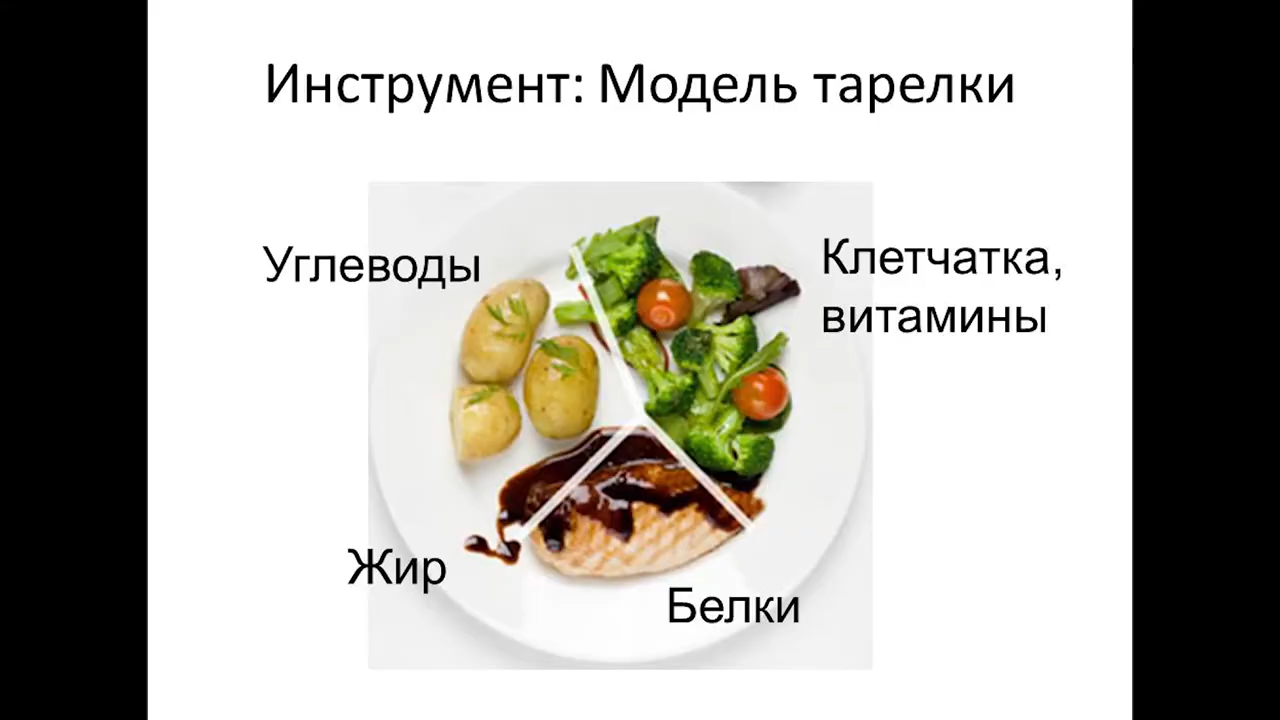 Инструмент: Модель тарелки
Углеводы
Клетчатка,
витамины
Жир
Белки